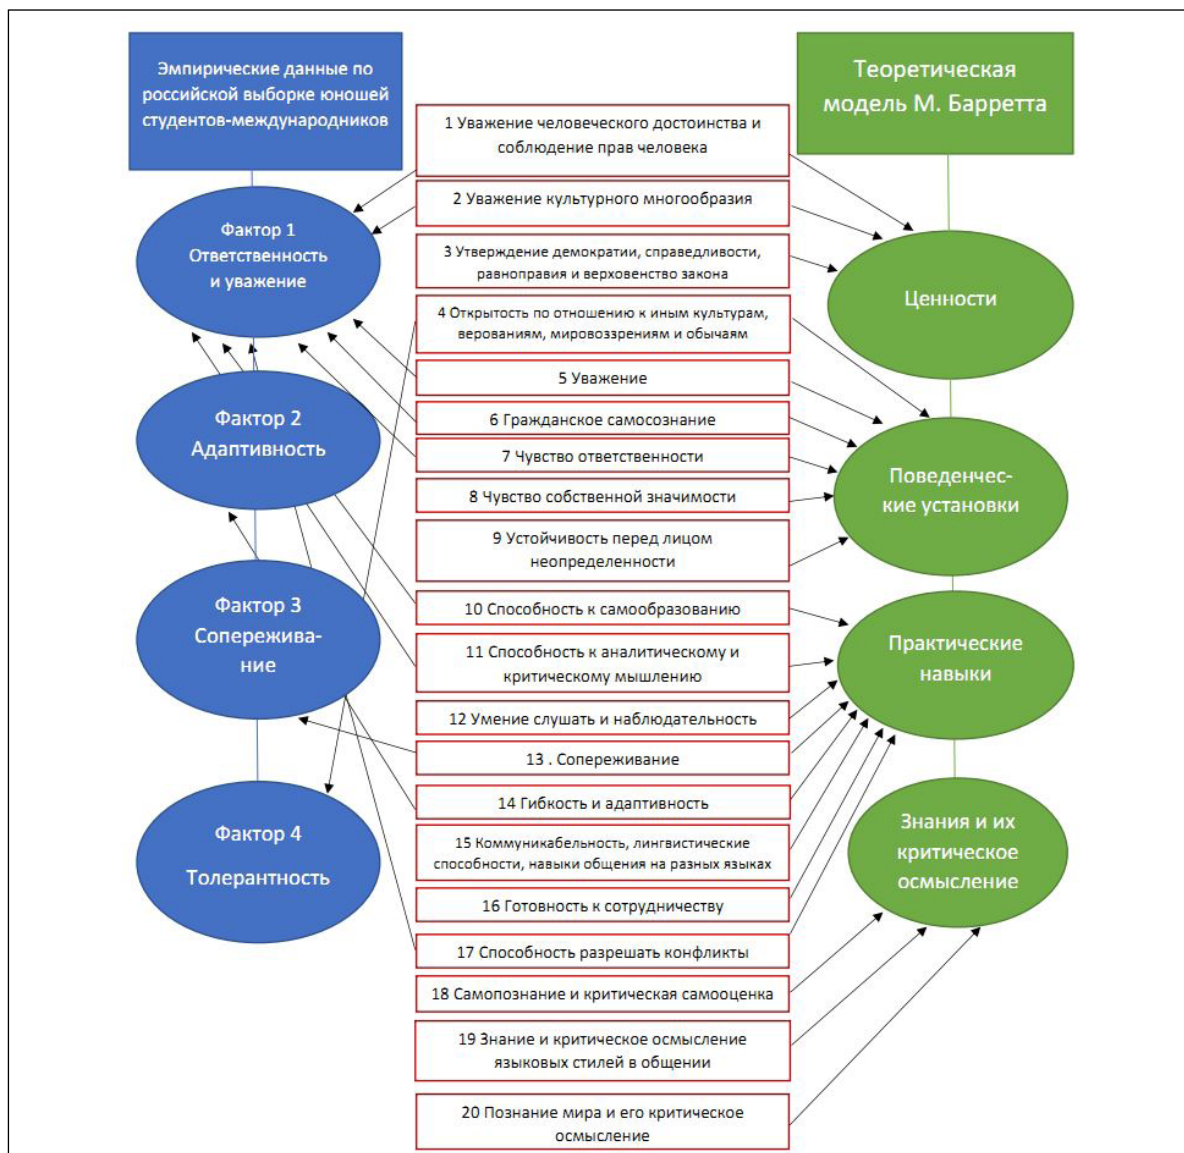 Эмпирические данные по
российской выборке юношей
студентов-международников
Фактор 1
Ответственность
и уважение
Фактор 2
Адаптивность
Фактор 3
Сопережива-
ние
Фактор 4
Толерантность
1 Уважение человеческого достоинства и
соблюдение прав человека
2 Уважение культурного многообразия
3 Утверждение демократии, справедливости,
равноправия и верховенство закона
4 Открытость по отношению к иным культурам,
верованиям, мировоззрениям и обычаям
5 Уважение
6 Гражданское самосознание
7 Чувство ответственности
8 Чувство собственной значимости
9 Устойчивость перед лицом
неопределенности
10 Способность к самообразованию
11 Способность к аналитическому и
критическому мышлению
12 Умение слушать и наблюдательность
13 . Сопереживание
14 Гибкость и адаптивность
15 Коммуникабельность, лингвистические
способности, навыки общения на разных языках
16 Готовность к сотрудничеству
17 Способность разрешать конфликты
18 Самопознание и критическая самооценка
19 Знание и критическое осмысление
языковых стилей в общении
20 Познание мира и его критическое
осмысление
Теоретическая
модель М. Барретта
Ценности
Поведенчес-
кие установки
Практические
навыки
Знания и их
критическое
осмысление